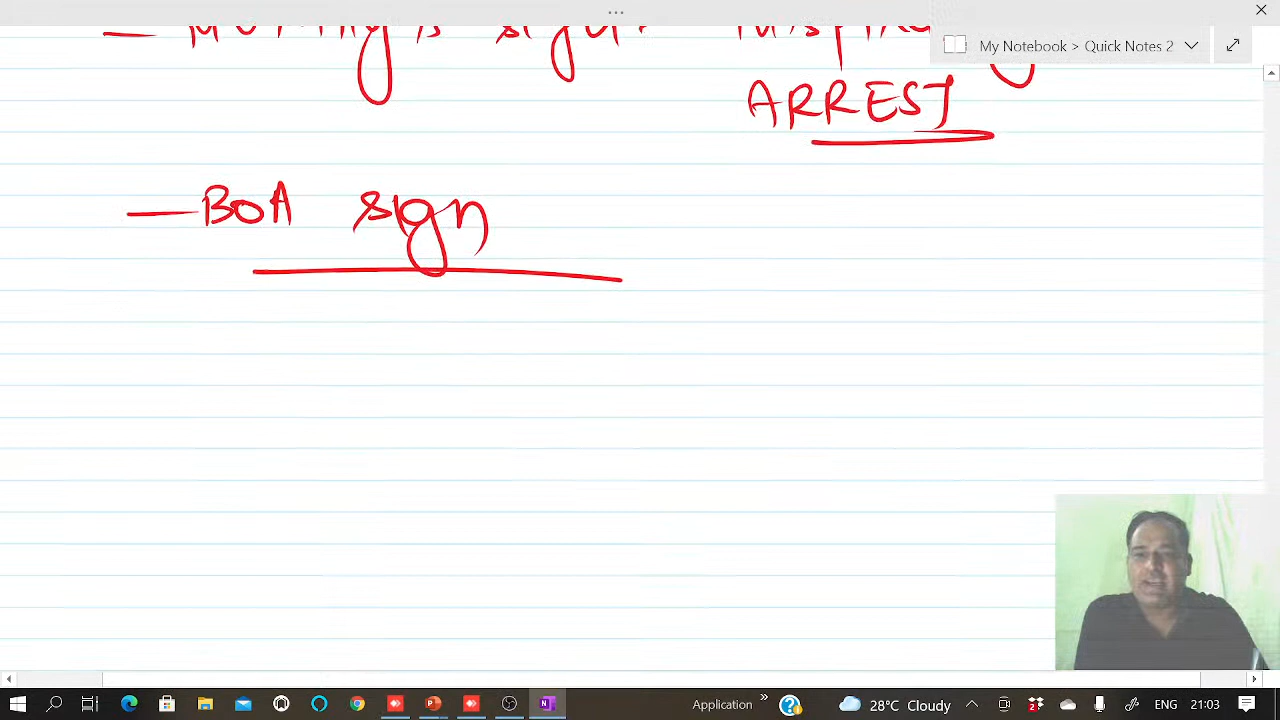 My Notebook > Quick Notes 2
ARREST
— BOA sign
Application
28°C Cloudy
ENG
21:03